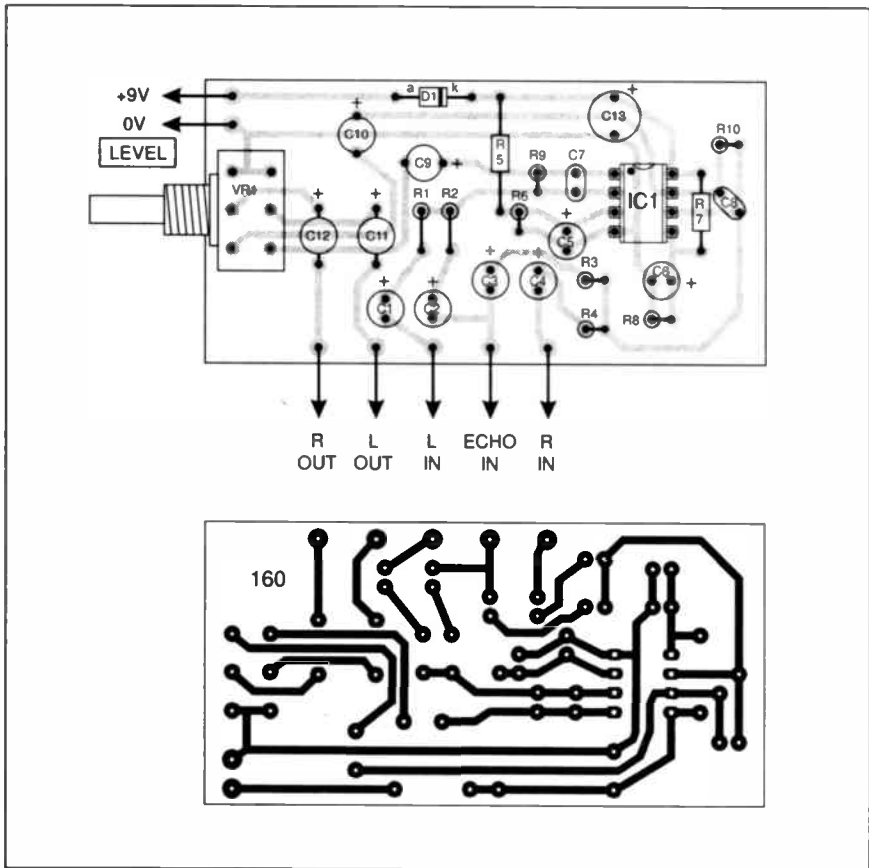 +9V
a D1 k
+
0V
C10
+
C13
+
R10
LEVEL
C9
+
R5
R9
C7
VR4
R1
R2
IC1
R7
C8
+
+
R6
C12
C11
C5
+
+
+
+
+
C3
C4
R3
C6
+
C1
C2
R4
R8
R
OUT
L
OUT
L
IN
ECHO
IN
R
IN
160